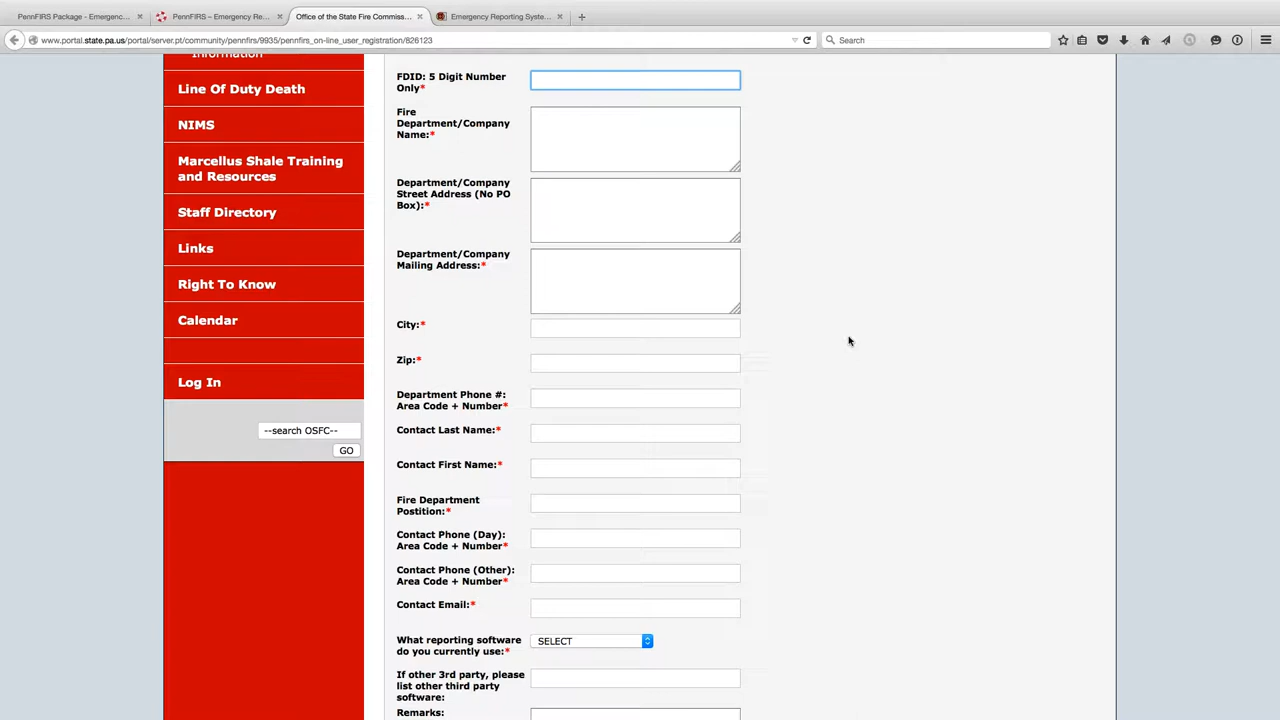 PennFIRS Package - Emergenc...
PennFIRS – Emergency Re...
Office of the State Fire Commiss...
Emergency Reporting Syste...
www.portal.state.pa.us/portal/server.pt/community/pennfirs/9935/pennfirs_on-line_user_registration/826123
Search
Information
Line Of Duty Death
NIMS
Marcellus Shale Training
and Resources
Staff Directory
Links
Right To Know
Calendar
Log In
--search OSFC--
GO
FDID: 5 Digit Number
Only*
Fire
Department/Company
Name:*
Department/Company
Street Address (No PO
Box):*
Department/Company
Mailing Address:*
City:*
Zip:*
Department Phone #:
Area Code + Number*
Contact Last Name:*
Contact First Name:*
Fire Department
Postition:*
Contact Phone (Day):
Area Code + Number*
Contact Phone (Other):
Area Code + Number*
Contact Email:*
What reporting software
do you currently use:*
SELECT
If other 3rd party, please
list other third party
software:
Remarks: